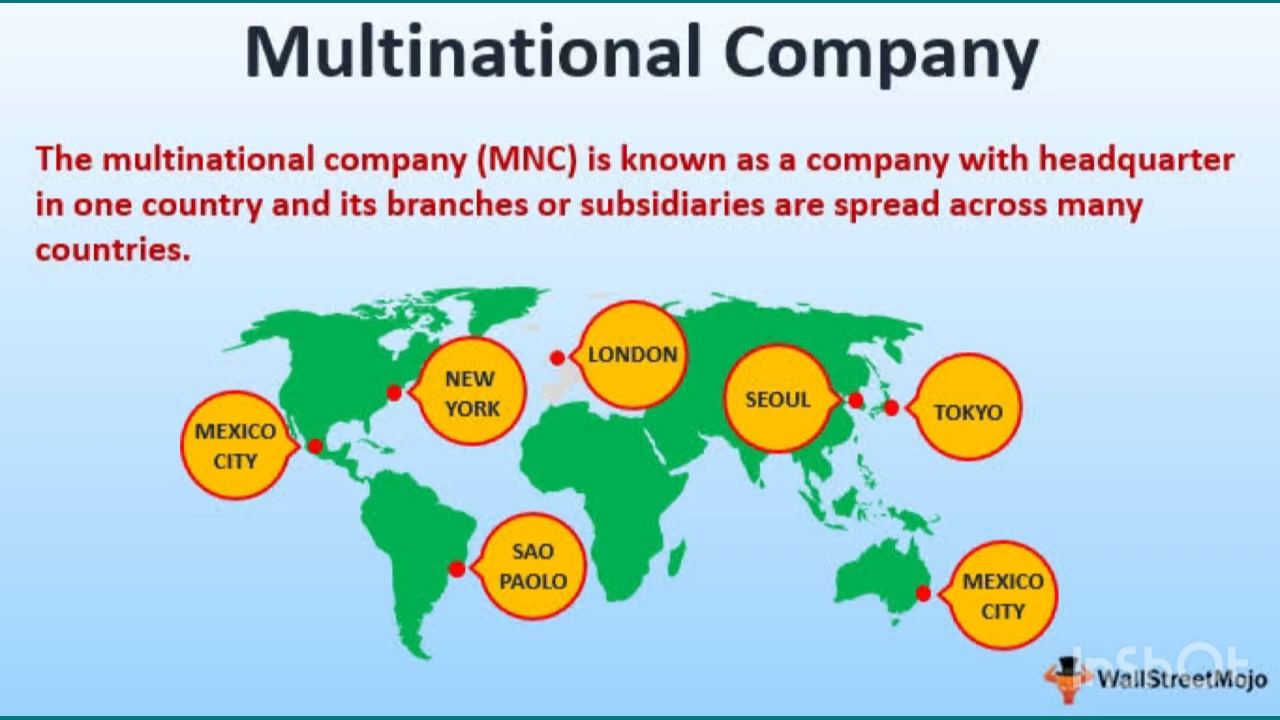 Multinational Company
The multinational company (MNC) is known as a company with headquarter
in one country and its branches or subsidiaries are spread across many
countries.
LONDON
NEW
YORK
SEOUL
TOKYO
MEXICO
CITY
SAO
PAOLO
MEXICO
CITY
InShOt
WallStreetMojo